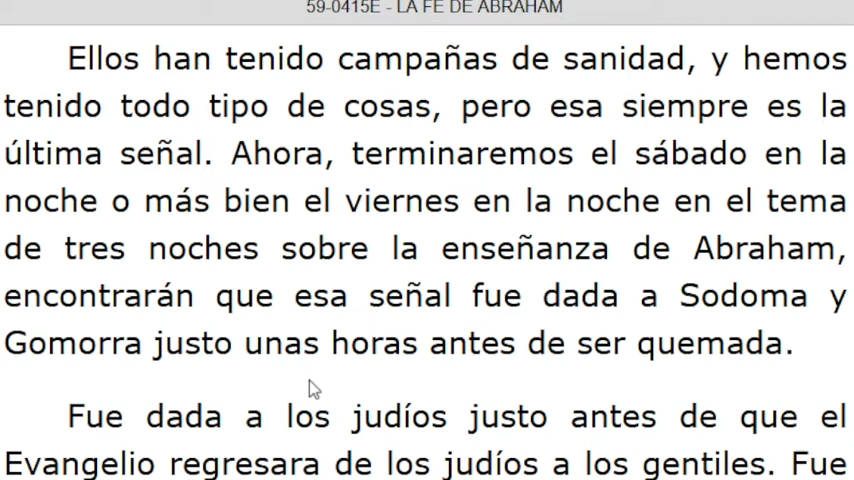 59-0415E - LA FE DE ABRAHAM
Ellos han tenido campañas de sanidad, y hemos
tenido todo tipo de cosas, pero esa siempre es la
última señal. Ahora, terminaremos el sábado en la
noche o más bien el viernes en la noche en el tema
de tres noches sobre la enseñanza de Abraham,
encontrarán que esa señal fue dada a Sodoma y
Gomorra justo unas horas antes de ser quemada.
Fue dada a los judíos justo antes de que el
Evangelio regresara de los judíos a los gentiles. Fue